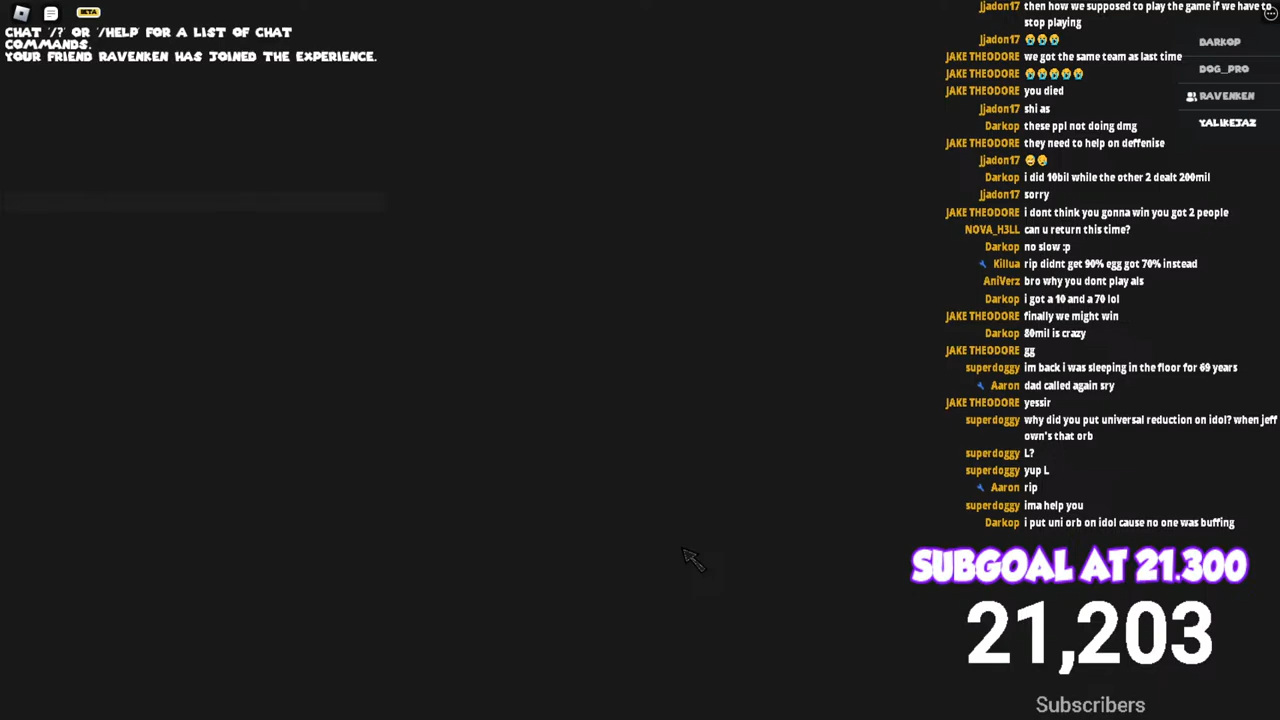 BETA
CHAT '/?' OR '/HELP' FOR A LIST OF CHAT
COMMANDS.
YOUR FRIEND RAVENKEN HAS JOINED THE EXPERIENCE.
Jjadon17 then how we supposed to play the game if we have to
stop playing
Jjadon17 😭😭😭
JAKE THEODORE we got the same team as last time
JAKE THEODORE 😭😭😭😭😭
JAKE THEODORE you died
Jjadon17 shi as
Darkop these ppl not doing dmg
JAKE THEODORE they need to help on deffenise
Jjadon17 😅😥
Darkop i did 10bil while the other 2 dealt 200mil
Jjadon17 sorry
JAKE THEODORE i dont think you gonna win you got 2 people
NOVA_H3LL can u return this time?
Darkop no slow :p
Killua rip didnt get 90% egg got 70% instead
AniVerz bro why you dont play als
Darkop i got a 10 and a 70 lol
JAKE THEODORE finally we might win
Darkop 80mil is crazy
JAKE THEODORE gg
superdoggy im back i was sleeping in the floor for 69 years
Aaron dad called again sry
JAKE THEODORE yessir
superdoggy why did you put universal reduction on idol? when jeff
own's that orb
superdoggy L?
superdoggy yup L
Aaron rip
superdoggy ima help you
Darkop i put uni orb on idol cause no one was buffing
DARKOP
DOG_PRO
RAVENKEN
YALIKEJAZ
SUBGOAL AT 21.300
21,203
Subscribers